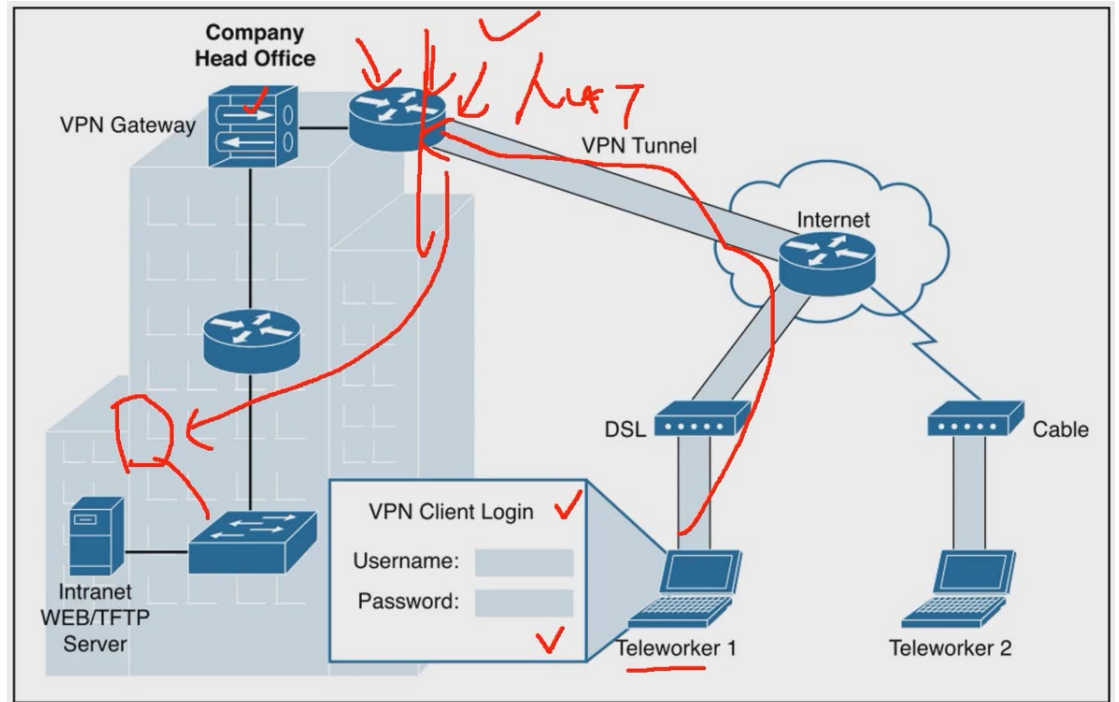 Company
Head Office
VPN Gateway
VPN Tunnel
Internet
DSL
Cable
VPN Client Login
Username:
Password:
Intranet
WEB/TFTP
Server
Teleworker 1
Teleworker 2